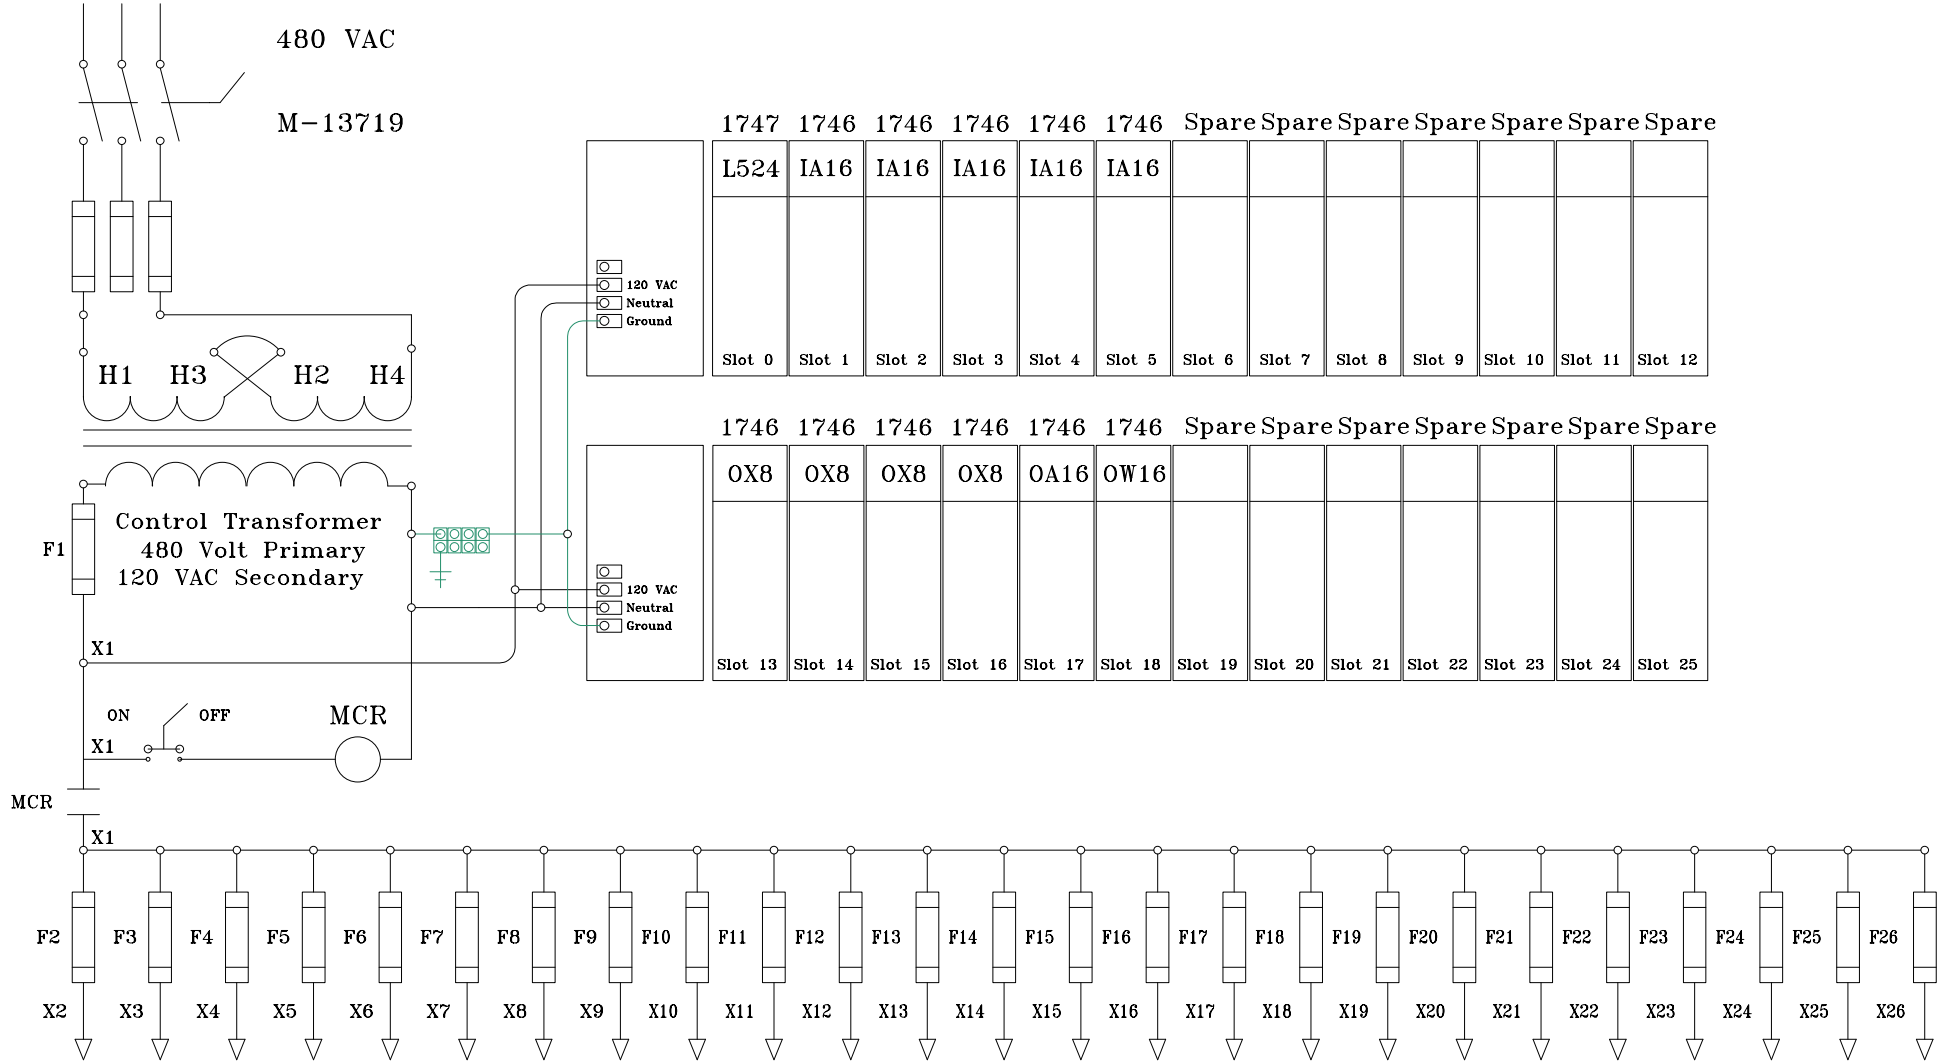 480 VAC
M-13719
1747 1746 1746 1746 1746 1746 Spare Spare Spare Spare Spare Spare Spare
L524 IA16 IA16 IA16 IA16 IA16
120 VAC
Neutral
Ground
Slot 0 Slot 1 Slot 2 Slot 3 Slot 4 Slot 5 Slot 6 Slot 7 Slot 8 Slot 9 Slot 10 Slot 11 Slot 12
H1 H3 H2 H4
1746 1746 1746 1746 1746 1746 Spare Spare Spare Spare Spare Spare Spare
OX8 OX8 OX8 OX8 OA16 OW16
Control Transformer
F1 480 Volt Primary
120 VAC Secondary
120 VAC
Neutral
Ground
Slot 13 Slot 14 Slot 15 Slot 16 Slot 17 Slot 18 Slot 19 Slot 20 Slot 21 Slot 22 Slot 23 Slot 24 Slot 25
X1
ON OFF MCR
X1
MCR
X1
F2 F3 F4 F5 F6 F7 F8 F9 F10 F11 F12 F13 F14 F15 F16 F17 F18 F19 F20 F21 F22 F23 F24 F25 F26
X2 X3 X4 X5 X6 X7 X8 X9 X10 X11 X12 X13 X14 X15 X16 X17 X18 X19 X20 X21 X22 X23 X24 X25 X26